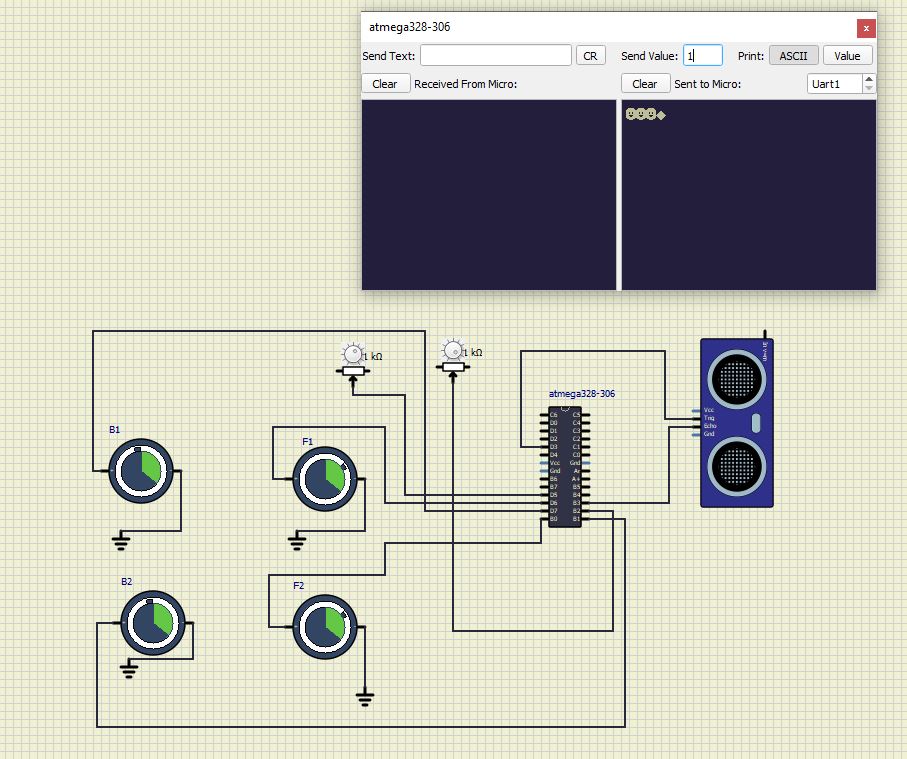 atmega328-306
x
Send Text: CR Send Value: 1 Print: ASCII Value
Clear Received From Micro: Clear Sent to Micro: Uart1
1 kΩ
1 kΩ
atmega328-306
C6 C5
D0 C4
D1 C3
D2 C2
D3 C1
D4 C0
Vcc Gnd
Gnd Ar
B6 A+
B7 B5
D5 B4
D6 B3
D7 B2
B0 B1
Vcc
Trig
Echo
Gnd
B1
F1
B2
F2